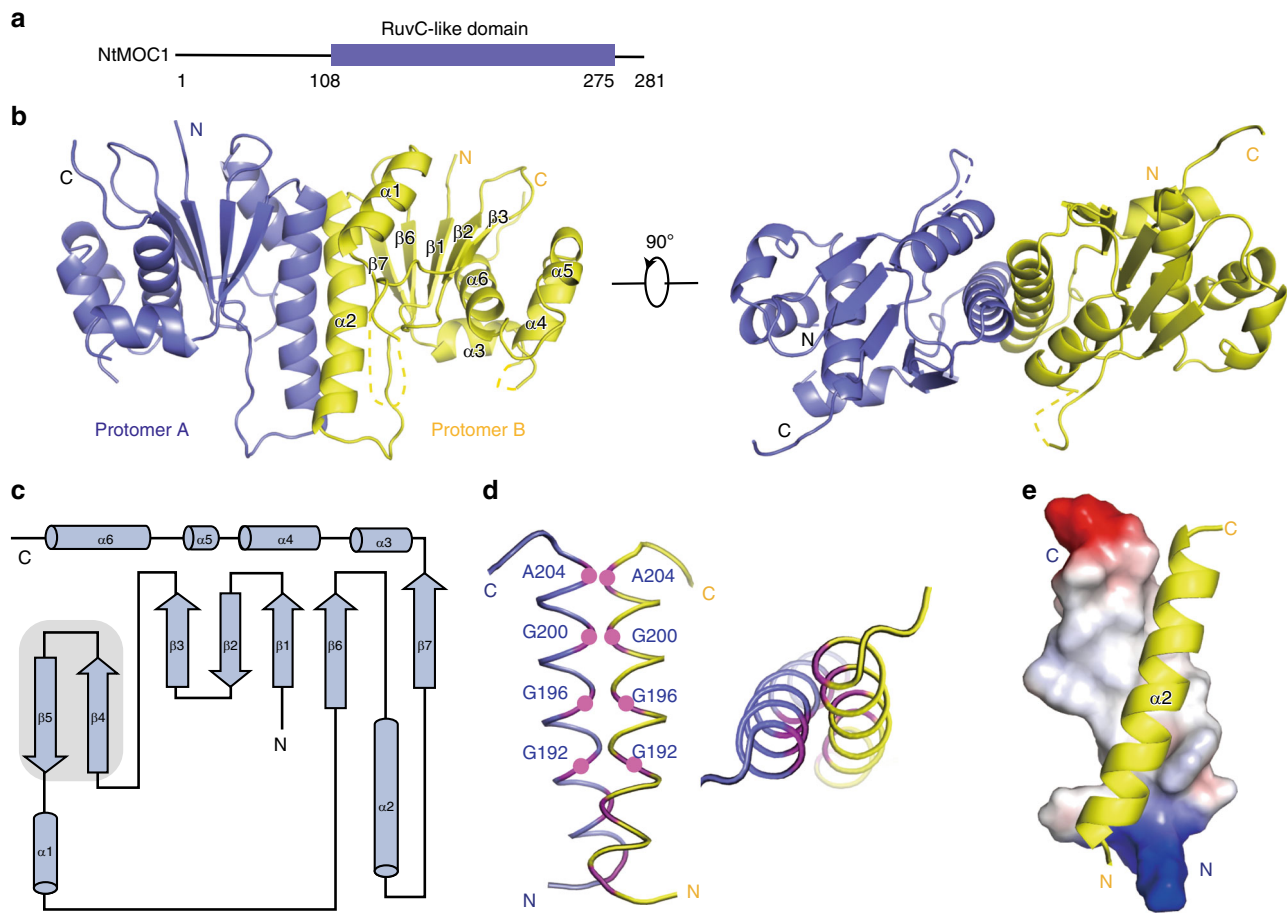 a
RuvC-like domain
NtMOC1
1 108 275 281
b
N
C
N
C
α1
β3
β2
β6
β1
β7
α6
α5
α2
α4
α3
Protomer A
Protomer B
90°
N
C
N
C
c
C
α6
α5
α4
α3
β3
β2
β1
β6
β7
β5
β4
N
α2
α1
d
C
A204 A204
C
G200 G200
G196 G196
G192 G192
N
N
e
C
C
α2
N
N